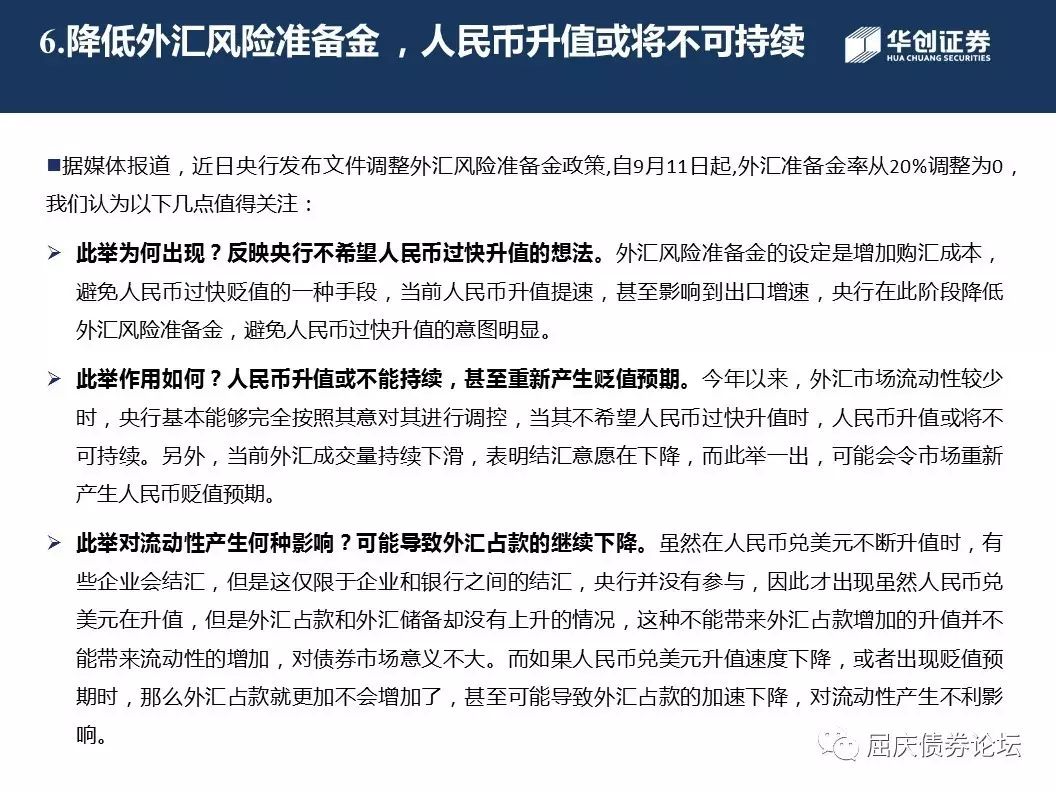 6.降低外汇风险准备金，人民币升值或将不可持续
华创证券
HUA CHUANG SECURITIES
■据媒体报道，近日央行发布文件调整外汇风险准备金政策,自9月11日起,外汇准备金率从20%调整为0，
我们认为以下几点值得关注：
➢ 此举为何出现？反映央行不希望人民币过快升值的想法。外汇风险准备金的设定是增加购汇成本，
避免人民币过快贬值的一种手段，当前人民币升值提速，甚至影响到出口增速，央行在此阶段降低
外汇风险准备金，避免人民币过快升值的意图明显。
➢ 此举作用如何？人民币升值或不能持续，甚至重新产生贬值预期。今年以来，外汇市场流动性较少
时，央行基本能够完全按照其意对其进行调控，当其不希望人民币过快升值时，人民币升值或将不
可持续。另外，当前外汇成交量持续下滑，表明结汇意愿在下降，而此举一出，可能会令市场重新
产生人民币贬值预期。
➢ 此举对流动性产生何种影响？可能导致外汇占款的继续下降。虽然在人民币兑美元不断升值时，有
些企业会结汇，但是这仅限于企业和银行之间的结汇，央行并没有参与，因此才出现虽然人民币兑
美元在升值，但是外汇占款和外汇储备却没有上升的情况，这种不能带来外汇占款增加的升值并不
能带来流动性的增加，对债券市场意义不大。而如果人民币兑美元升值速度下降，或者出现贬值预
期时，那么外汇占款就更加不会增加了，甚至可能导致外汇占款的加速下降，对流动性产生不利影
响。
屈庆债券论坛